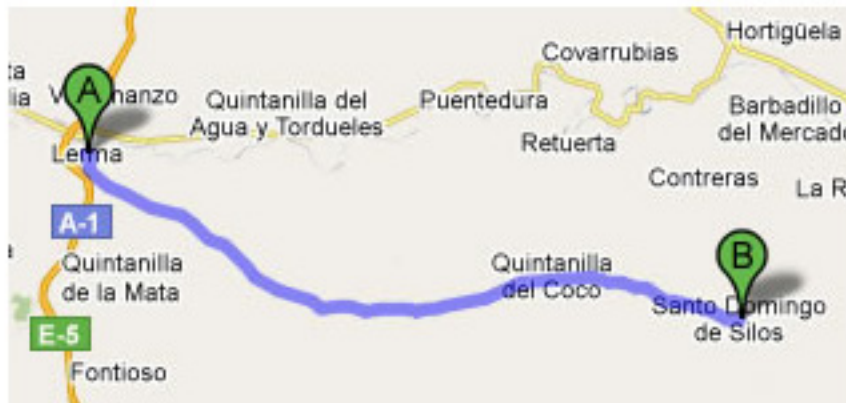 Hortigüela
Covarrubias
A
Quintanilla del
Agua y Tordueles
Puentedura
Barbadillo
del Mercado
Retuerta
Lerma
Contreras
La R
A-1
B
Quintanilla
de la Mata
Quintanilla
del Coco
Santo Domingo
de Silos
E-5
Fontioso